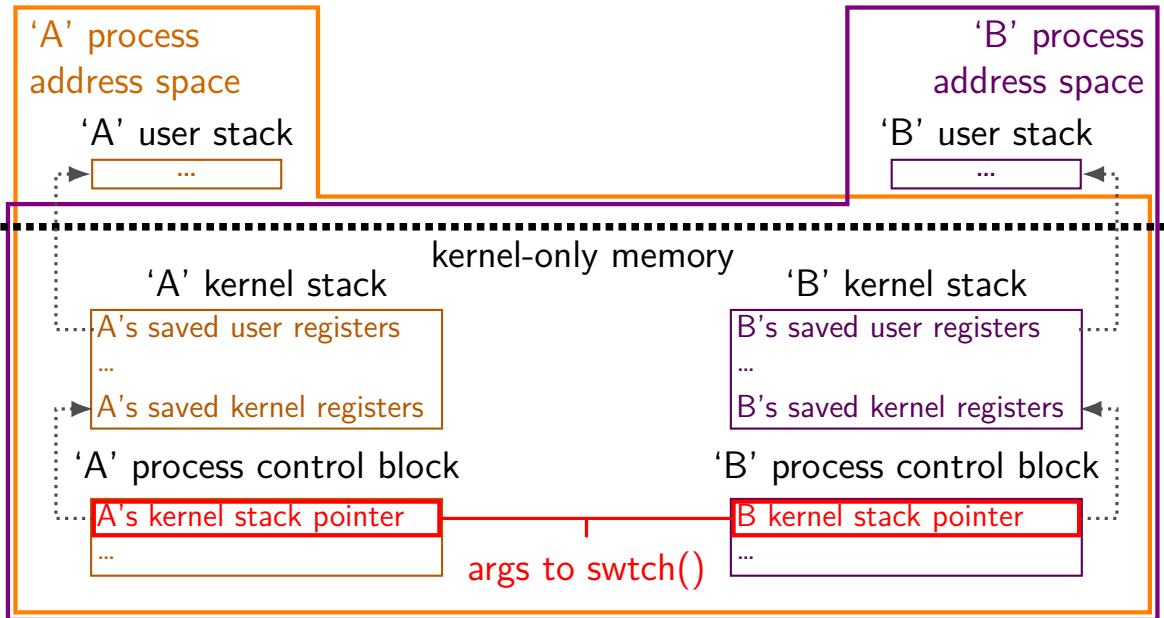 ‘A’ process
address space
‘B’ process
address space
‘A’ user stack
...
‘B’ user stack
...
kernel-only memory
‘A’ kernel stack
A's saved user registers
...
A's saved kernel registers
‘B’ kernel stack
B's saved user registers
...
B's saved kernel registers
‘A’ process control block
A's kernel stack pointer
...
‘B’ process control block
B kernel stack pointer
...
args to swtch()